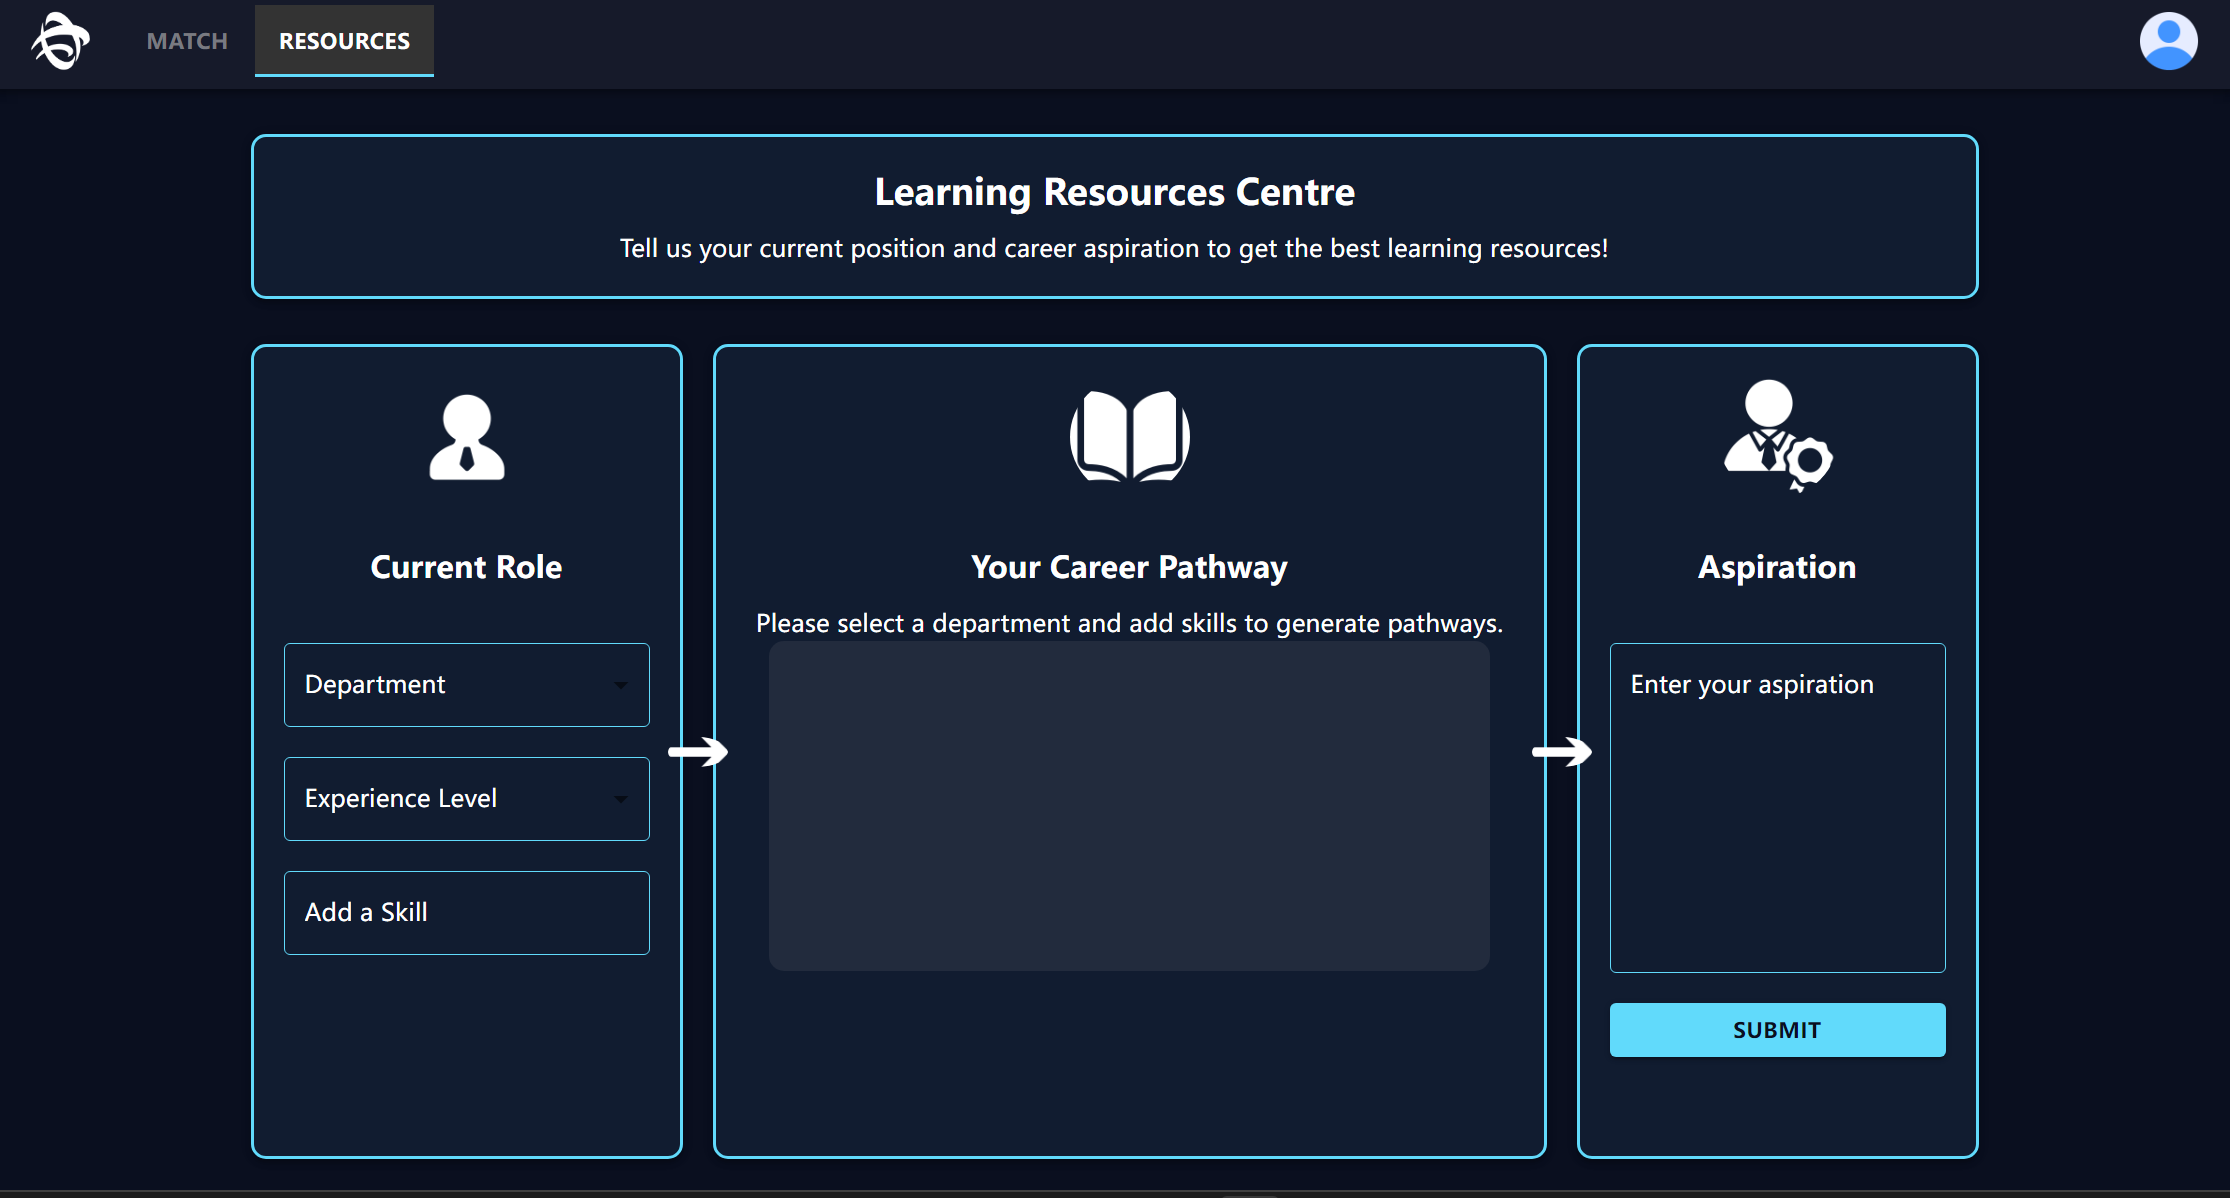 MATCH
RESOURCES
Learning Resources Centre
Tell us your current position and career aspiration to get the best learning resources!
Current Role
Department
Experience Level
Add a Skill
Your Career Pathway
Please select a department and add skills to generate pathways.
Aspiration
Enter your aspiration
SUBMIT